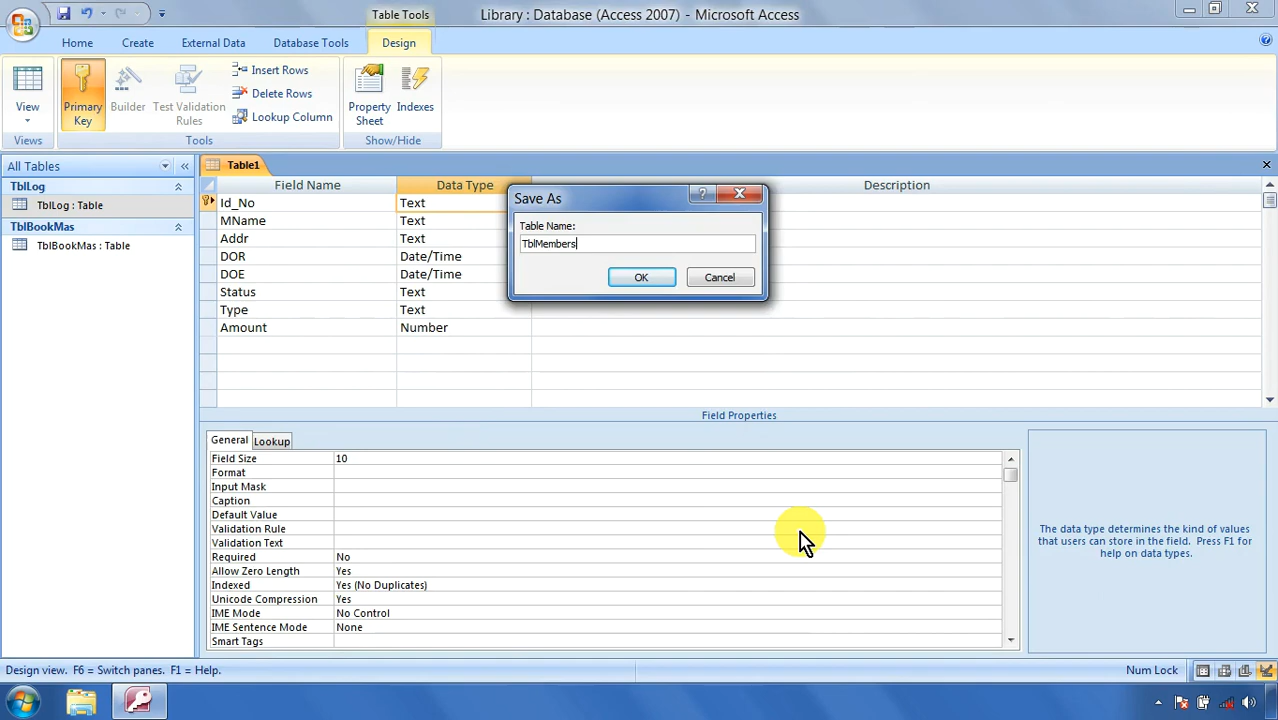 Table Tools
Library : Database (Access 2007) - Microsoft Access
Home Create External Data Database Tools Design
View
Views
Primary Key
Builder
Test Validation Rules
Insert Rows
Delete Rows
Lookup Column
Tools
Property Sheet
Indexes
Show/Hide
All Tables
TblLog
TblLog : Table
TblBookMas
TblBookMas : Table
Table1
Field Name Data Type Description
Id_No Text
MName Text
Addr Text
DOR Date/Time
DOE Date/Time
Status Text
Type Text
Amount Number
Save As
Table Name:
TblMembers
OK Cancel
Field Properties
General Lookup
Field Size 10
Format
Input Mask
Caption
Default Value
Validation Rule
Validation Text
Required No
Allow Zero Length Yes
Indexed Yes (No Duplicates)
Unicode Compression Yes
IME Mode No Control
IME Sentence Mode None
Smart Tags
The data type determines the kind of values
that users can store in the field. Press F1 for
help on data types.
Design view. F6 = Switch panes. F1 = Help.
Num Lock